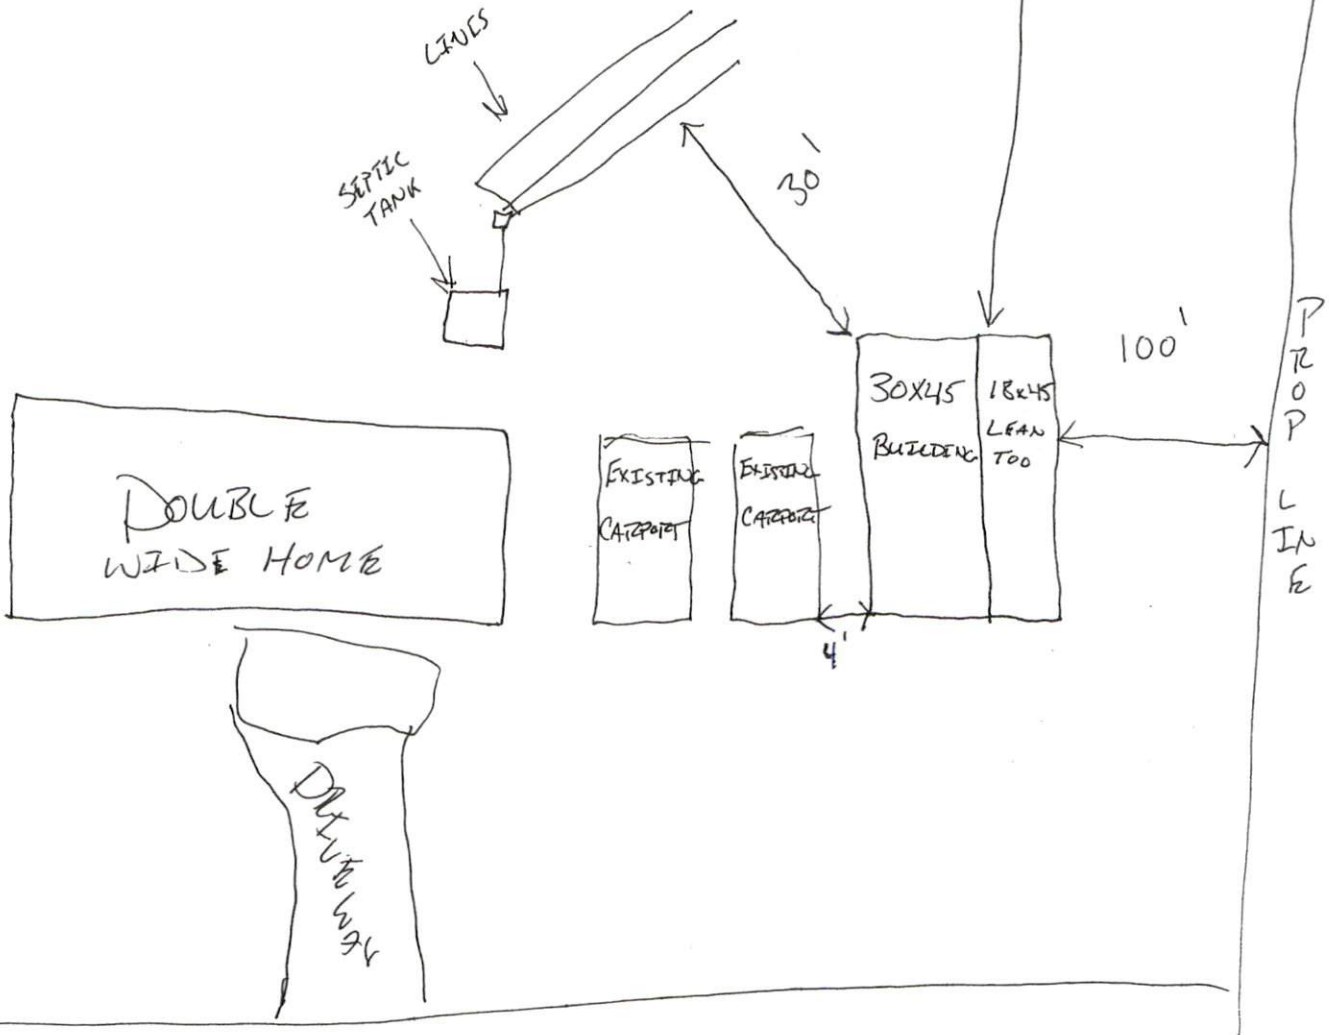 LINES
SEPTIC
TANK
30'
100'
PROP LINE
30X45
BUILDING
18x45
LEAN
TOO
EXISTING
CARPORT
EXISTING
CARPORT
4'
DOUBLE
WIDE HOME
DRIVEWAY